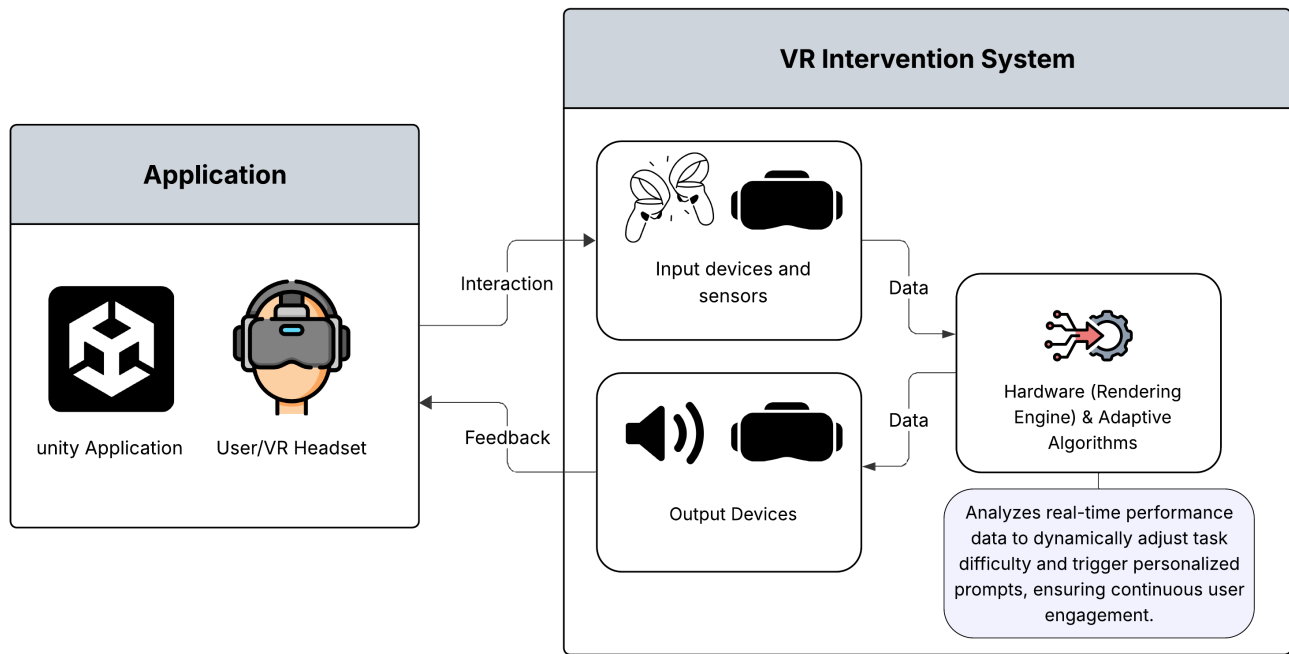 VR Intervention System
Application
Interaction
Input devices and
sensors
Data
unity Application
User/VR Headset
Feedback
Output Devices
Data
Hardware (Rendering
Engine) & Adaptive
Algorithms
Analyzes real-time performance
data to dynamically adjust task
difficulty and trigger personalized
prompts, ensuring continuous user
engagement.